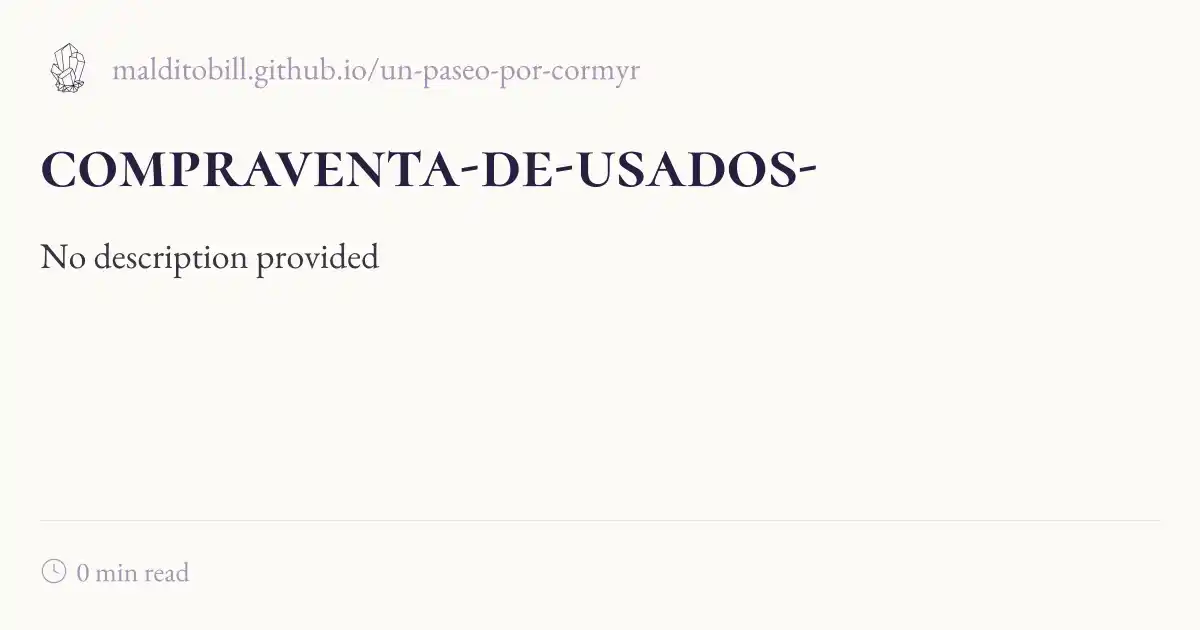 malditobill.github.io/un-paseo-por-cormyr
COMPRAVENTA-DE-USADOS-
No description provided
0 min read